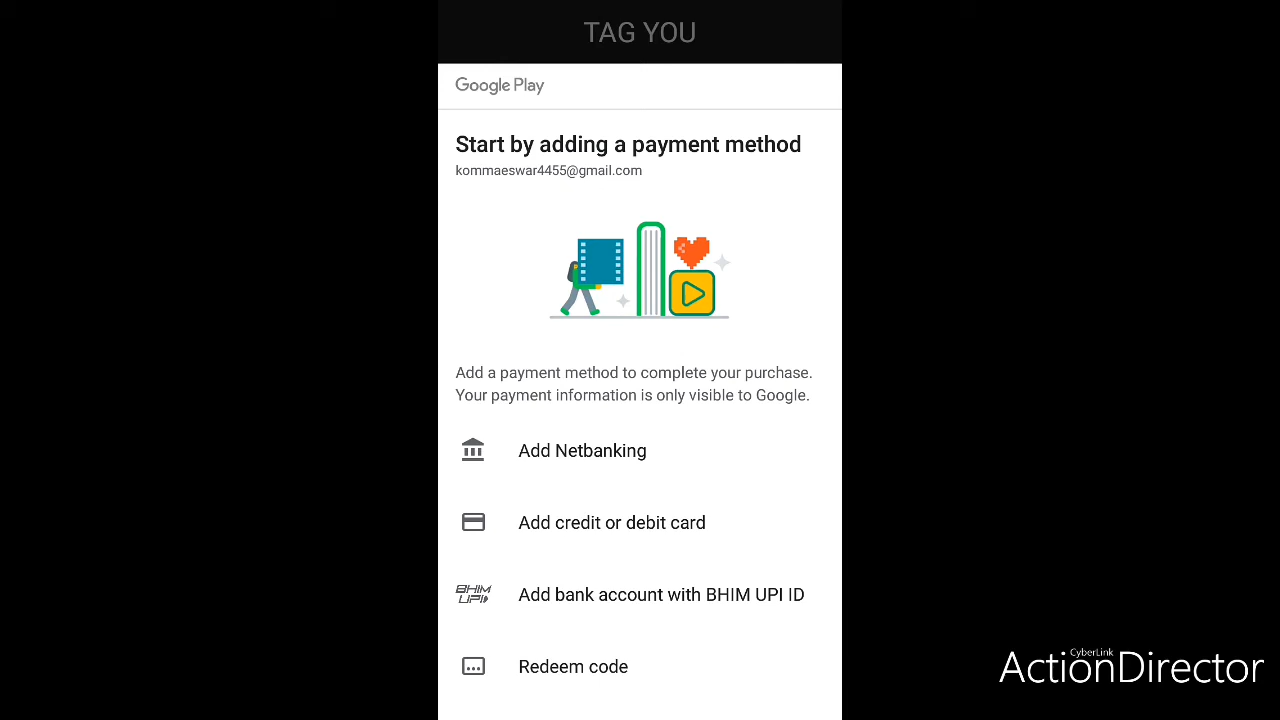 TAG YOU
Google Play
Start by adding a payment method
kommaeswar4455@gmail.com
Add a payment method to complete your purchase.
Your payment information is only visible to Google.
Add Netbanking
Add credit or debit card
BHIM
UPI
Add bank account with BHIM UPI ID
Redeem code
CyberLink
ActionDirector